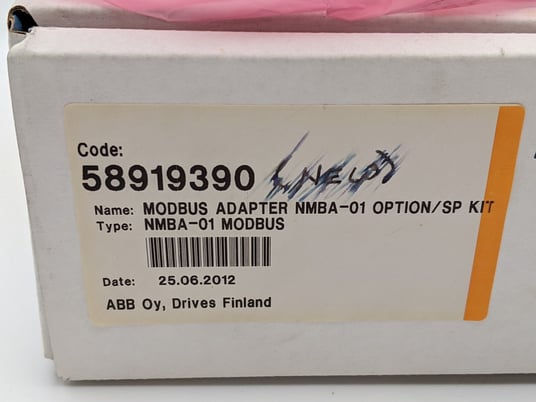 Code:
58919390
Name: MODBUS ADAPTER NMBA-01 OPTION/SP KIT
Type: NMBA-01 MODBUS
Date: 25.06.2012
ABB Oy, Drives Finland